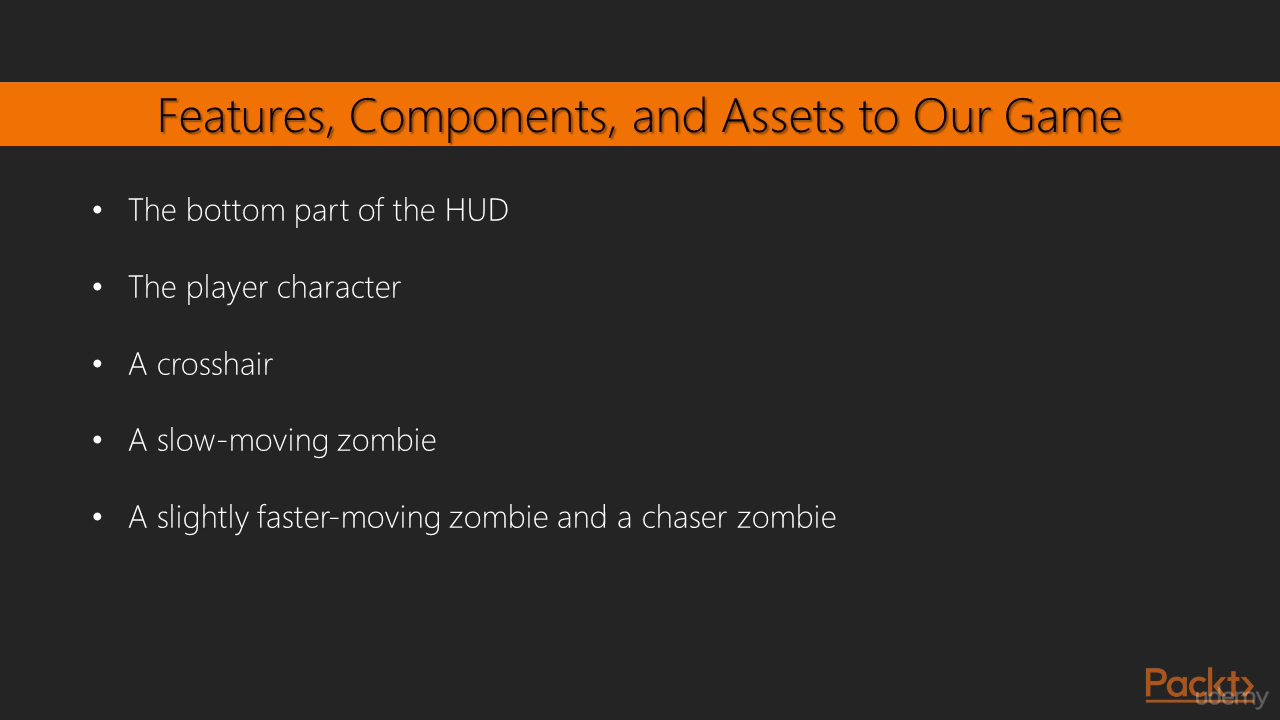 Features, Components, and Assets to Our Game
• The bottom part of the HUD
• The player character
• A crosshair
• A slow-moving zombie
• A slightly faster-moving zombie and a chaser zombie
Packt>
udemy